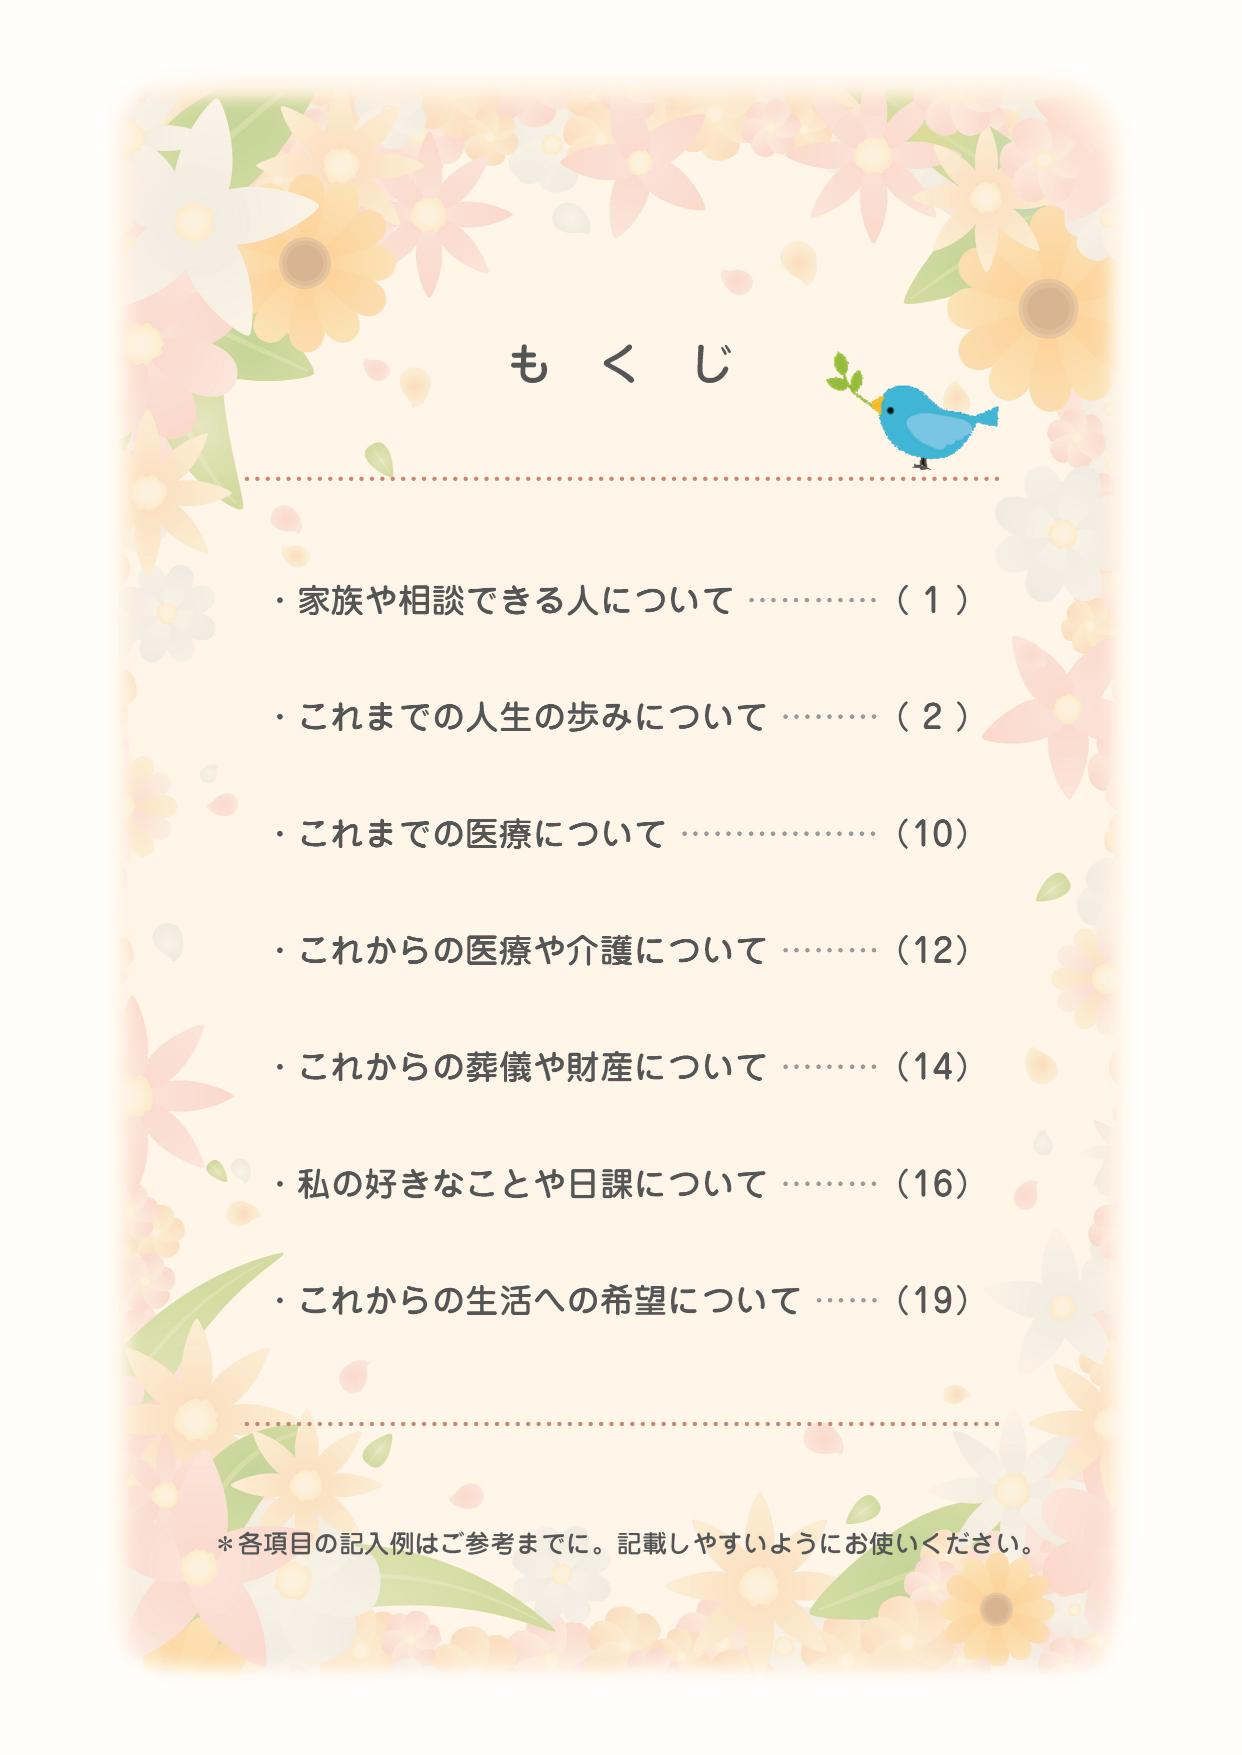 もくじ
・家族や相談できる人について …………（ 1 ）
・これまでの人生の歩みについて ………（ 2 ）
・これまでの医療について ………………（10）
・これからの医療や介護について ………（12）
・これからの葬儀や財産について ………（14）
・私の好きなことや日課について ………（16）
・これからの生活への希望について ……（19）
＊各項目の記入例はご参考までに。記載しやすいようにお使いください。